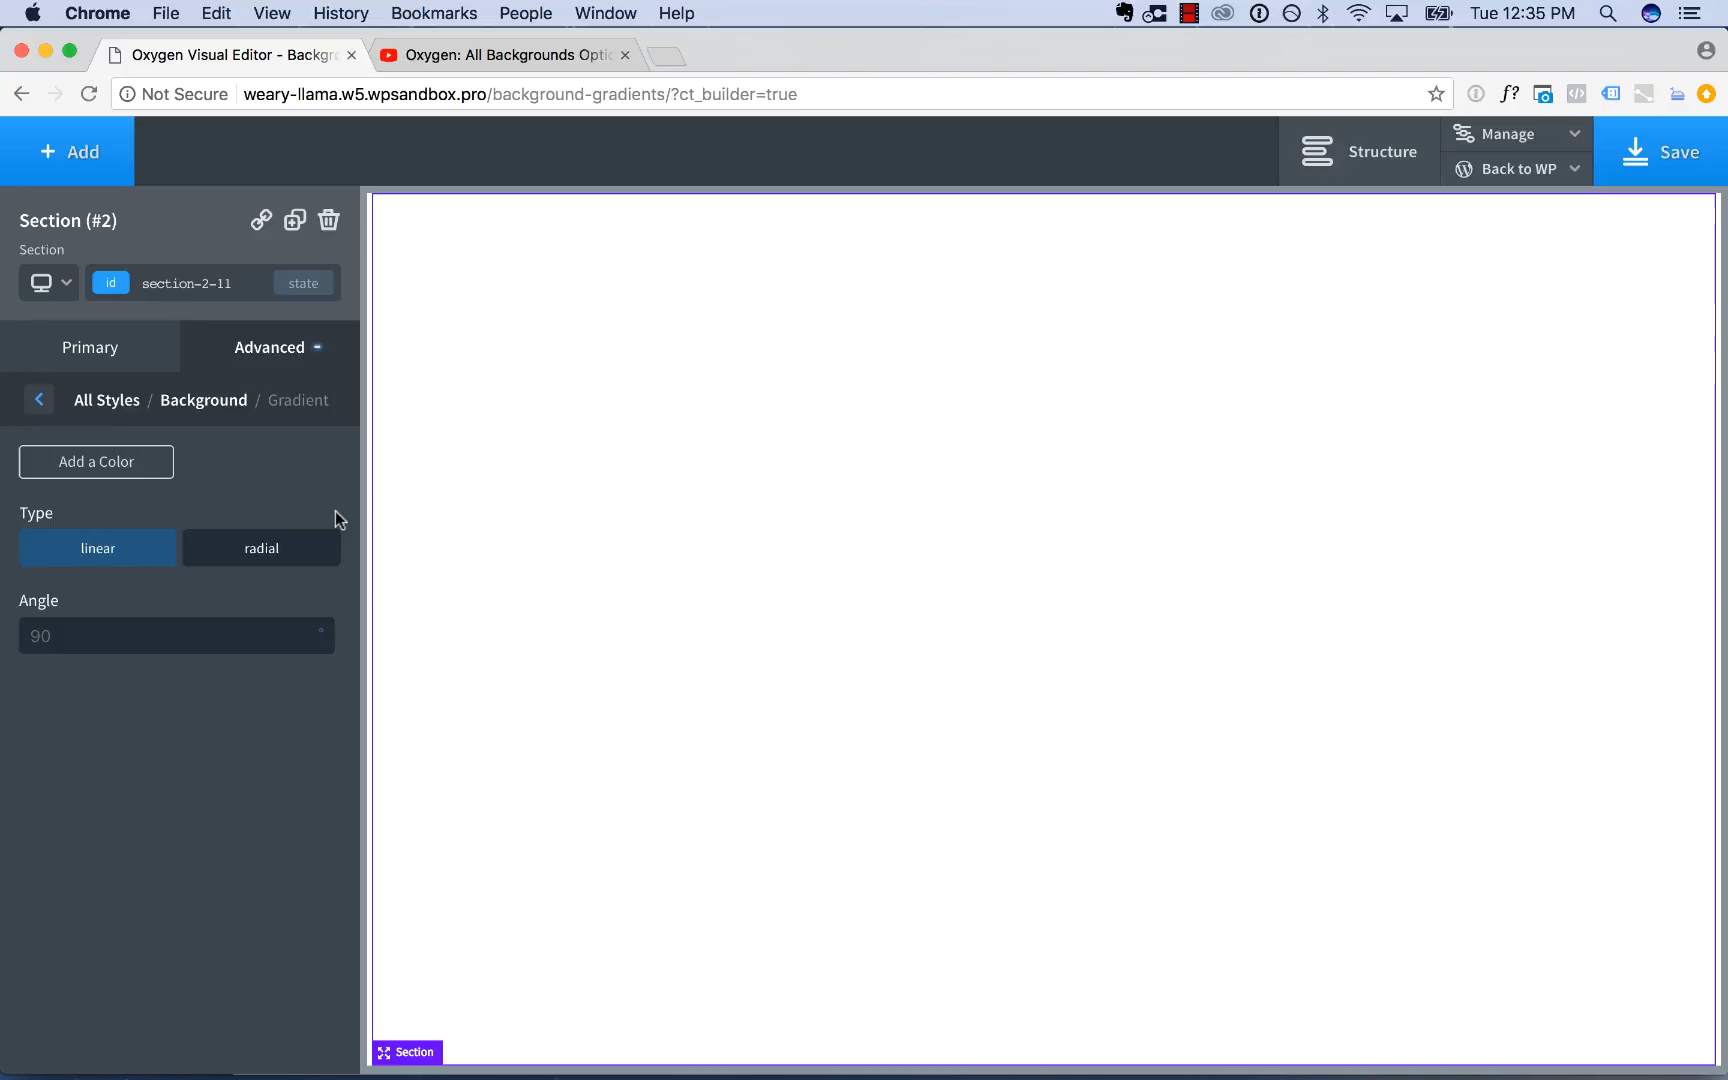 Chrome File Edit View History Bookmarks People Window Help Tue 12:35 PM
Oxygen Visual Editor - Backgr Oxygen: All Backgrounds Optio
Not Secure weary-llama.w5.wpsandbox.pro/background-gradients/?ct_builder=true f?
+ Add Structure Manage Save
Back to WP
Section (#2)
Section
id section-2-11 state
Primary Advanced
All Styles / Background / Gradient
Add a Color
Type
linear radial
Angle
90 °
Section